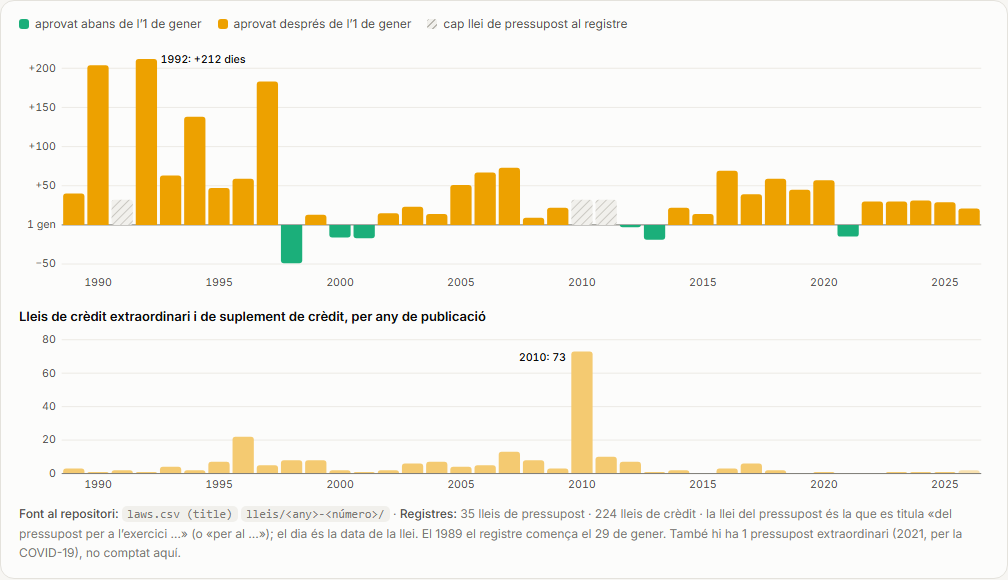 aprovat abans de l'1 de gener aprovat després de l'1 de gener cap llei de pressupost al registre
1992: +212 dies
+200
+150
+100
+50
1 gen
−50
1990 1995 2000 2005 2010 2015 2020 2025
Lleis de crèdit extraordinari i de suplement de crèdit, per any de publicació
80
2010: 73
60
40
20
0
1990 1995 2000 2005 2010 2015 2020 2025
Font al repositori: laws.csv (title) lleis/<any>-<número>/ · Registres: 35 lleis de pressupost · 224 lleis de crèdit · la llei del pressupost és la que es titula «del
pressupost per a l'exercici …» (o «per al …»); el dia és la data de la llei. El 1989 el registre comença el 29 de gener. També hi ha 1 pressupost extraordinari (2021, per la
COVID-19), no comptat aquí.